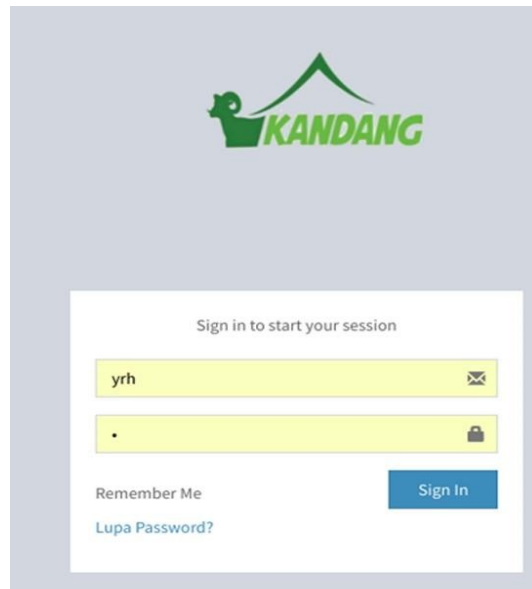 KANDANG
Sign in to start your session
yrh
•
Remember Me
Sign In
Lupa Password?